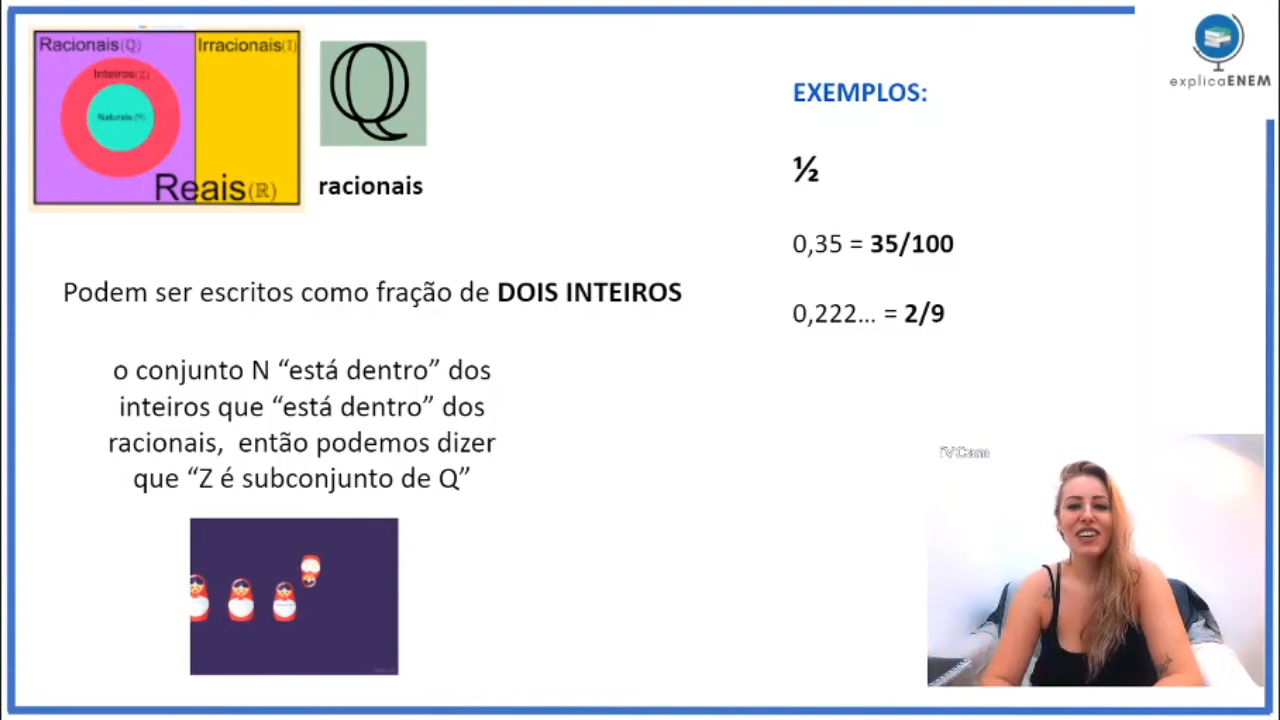 Racionais(Q)
Irracionais(I)
Inteiros(Z)
Naturais(N)
Reais(ℝ)
Q
racionais
Podem ser escritos como fração de DOIS INTEIROS
o conjunto N “está dentro” dos
inteiros que “está dentro” dos
racionais, então podemos dizer
que “Z é subconjunto de Q”
EXEMPLOS:
½
0,35 = 35/100
0,222... = 2/9
explicaENEM
iVCam